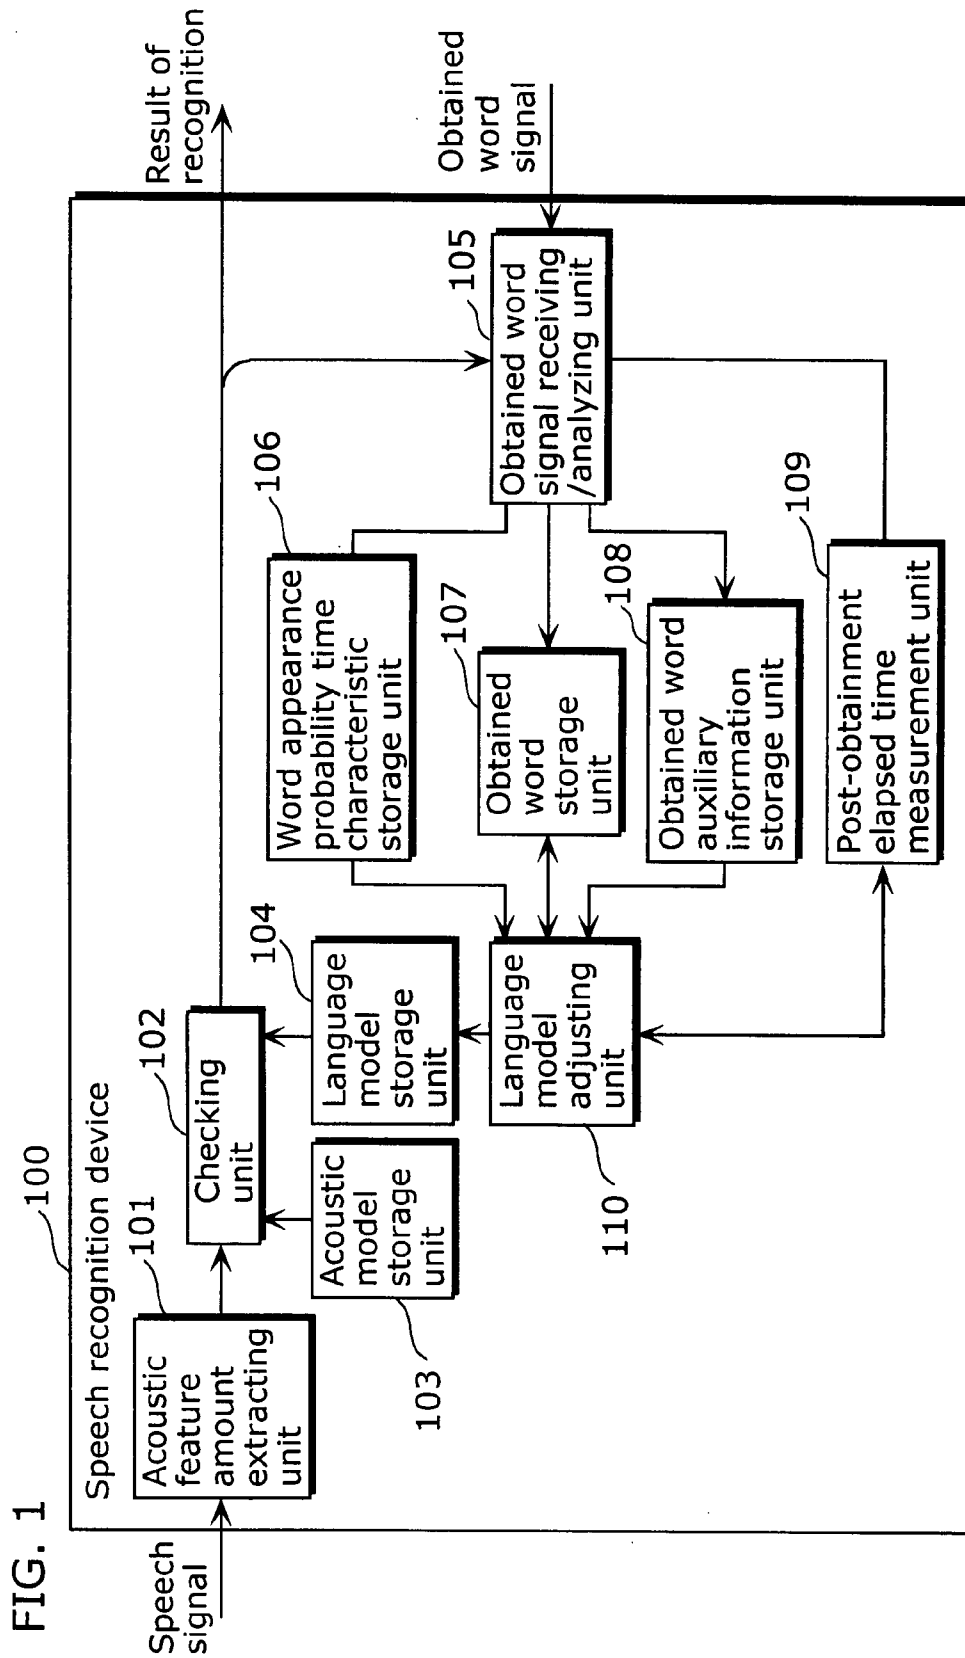 FIG. 1
100
Speech recognition device
Speech
signal
Acoustic
feature
amount
extracting
unit
101
Checking
unit
102
Result of
recognition
Acoustic
model
storage
unit
103
Language
model
storage
unit
104
Word appearance
probability time
characteristic
storage unit
106
Obtained
word
signal
Obtained word
signal receiving
/analyzing unit
105
Language
model
adjusting
unit
110
Obtained
word
storage
unit
107
Obtained word
auxiliary
information
storage unit
108
Post-obtainment
elapsed time
measurement unit
109